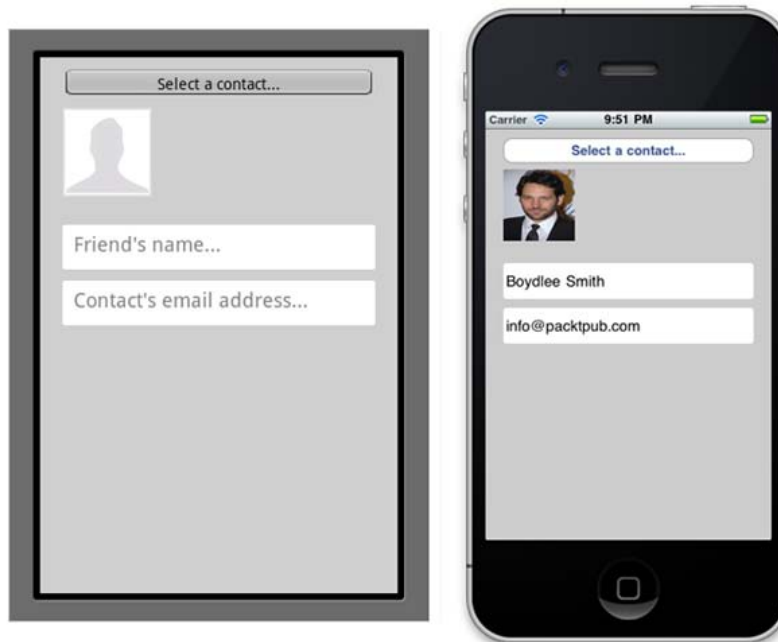 Select a contact...
Friend's name...
Contact's email address...
Carrier
9:51 PM
Select a contact...
Boydlee Smith
info@packtpub.com